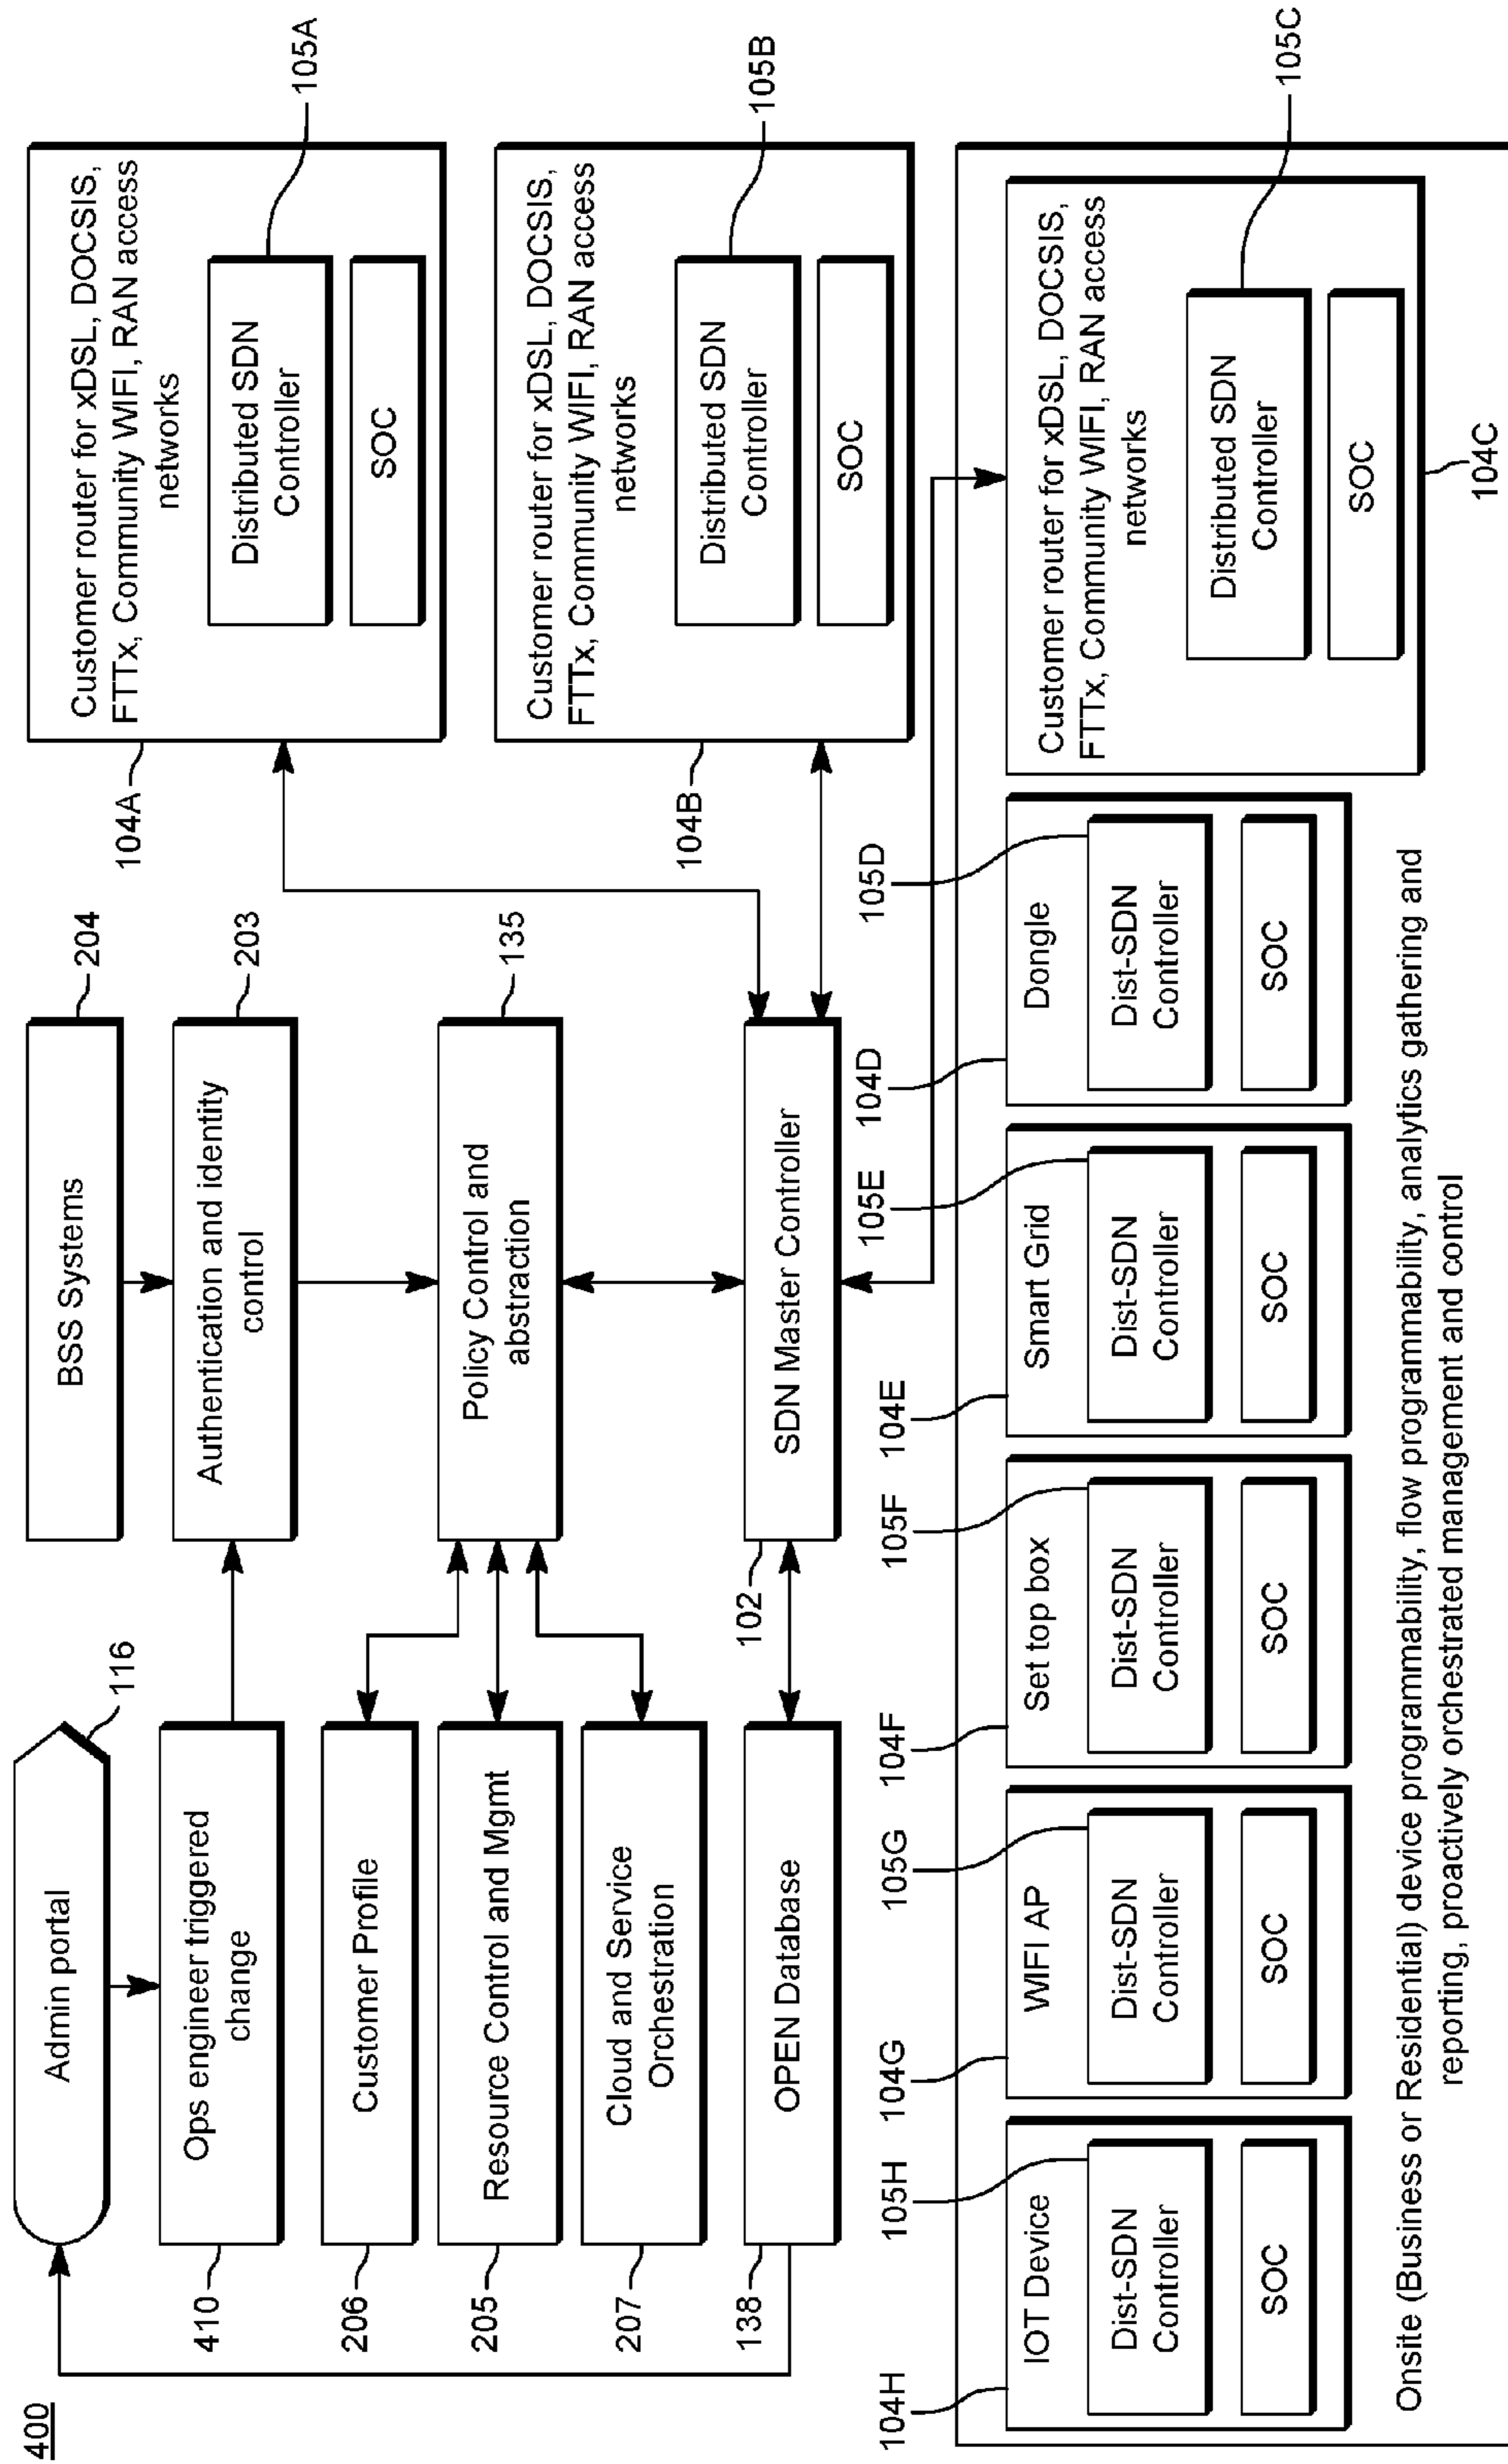 400
Admin portal
116
Ops engineer triggered
change
410
BSS Systems
204
Authentication and identity
control
203
Customer Profile
206
Resource Control and Mgmt
205
Cloud and Service
Orchestration
207
Policy Control and
abstraction
135
OPEN Database
138
SDN Master Controller
102
Customer router for xDSL, DOCSIS,
FTTx, Community WIFI, RAN access
networks
Distributed SDN
Controller
SOC
104A
105A
Customer router for xDSL, DOCSIS,
FTTx, Community WIFI, RAN access
networks
Distributed SDN
Controller
SOC
104B
105B
104H
105H
IOT Device
Dist-SDN
Controller
SOC
104G
105G
WIFI AP
Dist-SDN
Controller
SOC
104F
105F
Set top box
Dist-SDN
Controller
SOC
104E
105E
Smart Grid
Dist-SDN
Controller
SOC
104D
105D
Dongle
Dist-SDN
Controller
SOC
Customer router for xDSL, DOCSIS,
FTTx, Community WIFI, RAN access
networks
Distributed SDN
Controller
SOC
105C
104C
Onsite (Business or Residential) device programmability, flow programmability, analytics gathering and
reporting, proactively orchestrated management and control